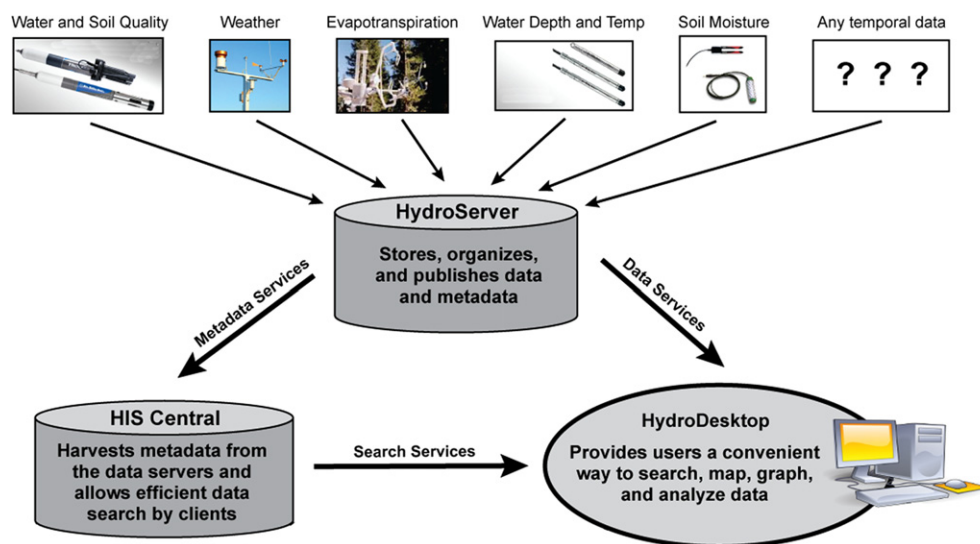 Water and Soil Quality
Weather
Evapotranspiration
Water Depth and Temp
Soil Moisture
Any temporal data
? ? ?
HydroServer
Stores, organizes,
and publishes data
and metadata
Metadata Services
Data Services
HIS Central
Harvests metadata from
the data servers and
allows efficient data
search by clients
Search Services
HydroDesktop
Provides users a convenient
way to search, map, graph,
and analyze data